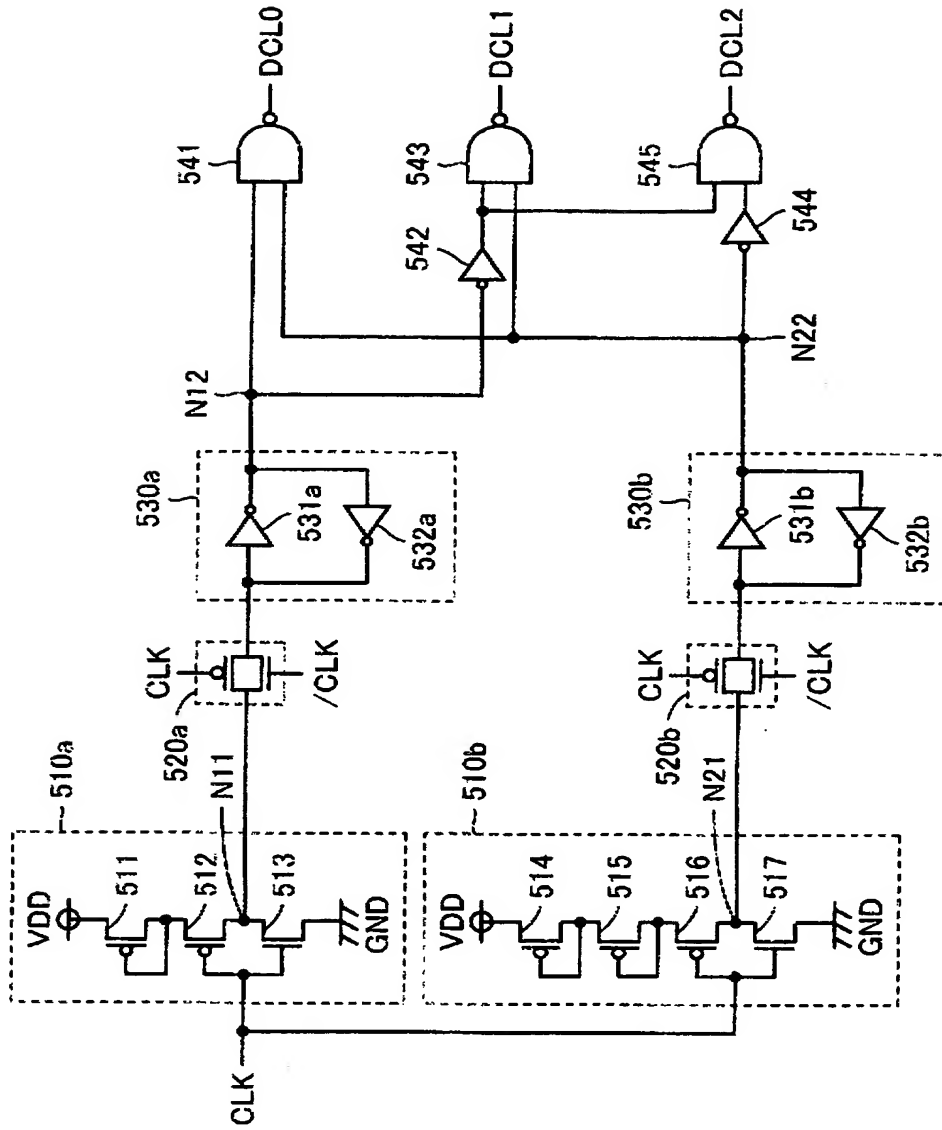 CLK
510a
VDD
511
512
513
GND
N11
520a
CLK
/CLK
530a
531a
532a
N12
541
DCL0
542
543
DCL1
510b
VDD
514
515
516
517
GND
N21
520b
CLK
/CLK
530b
531b
532b
N22
544
545
DCL2